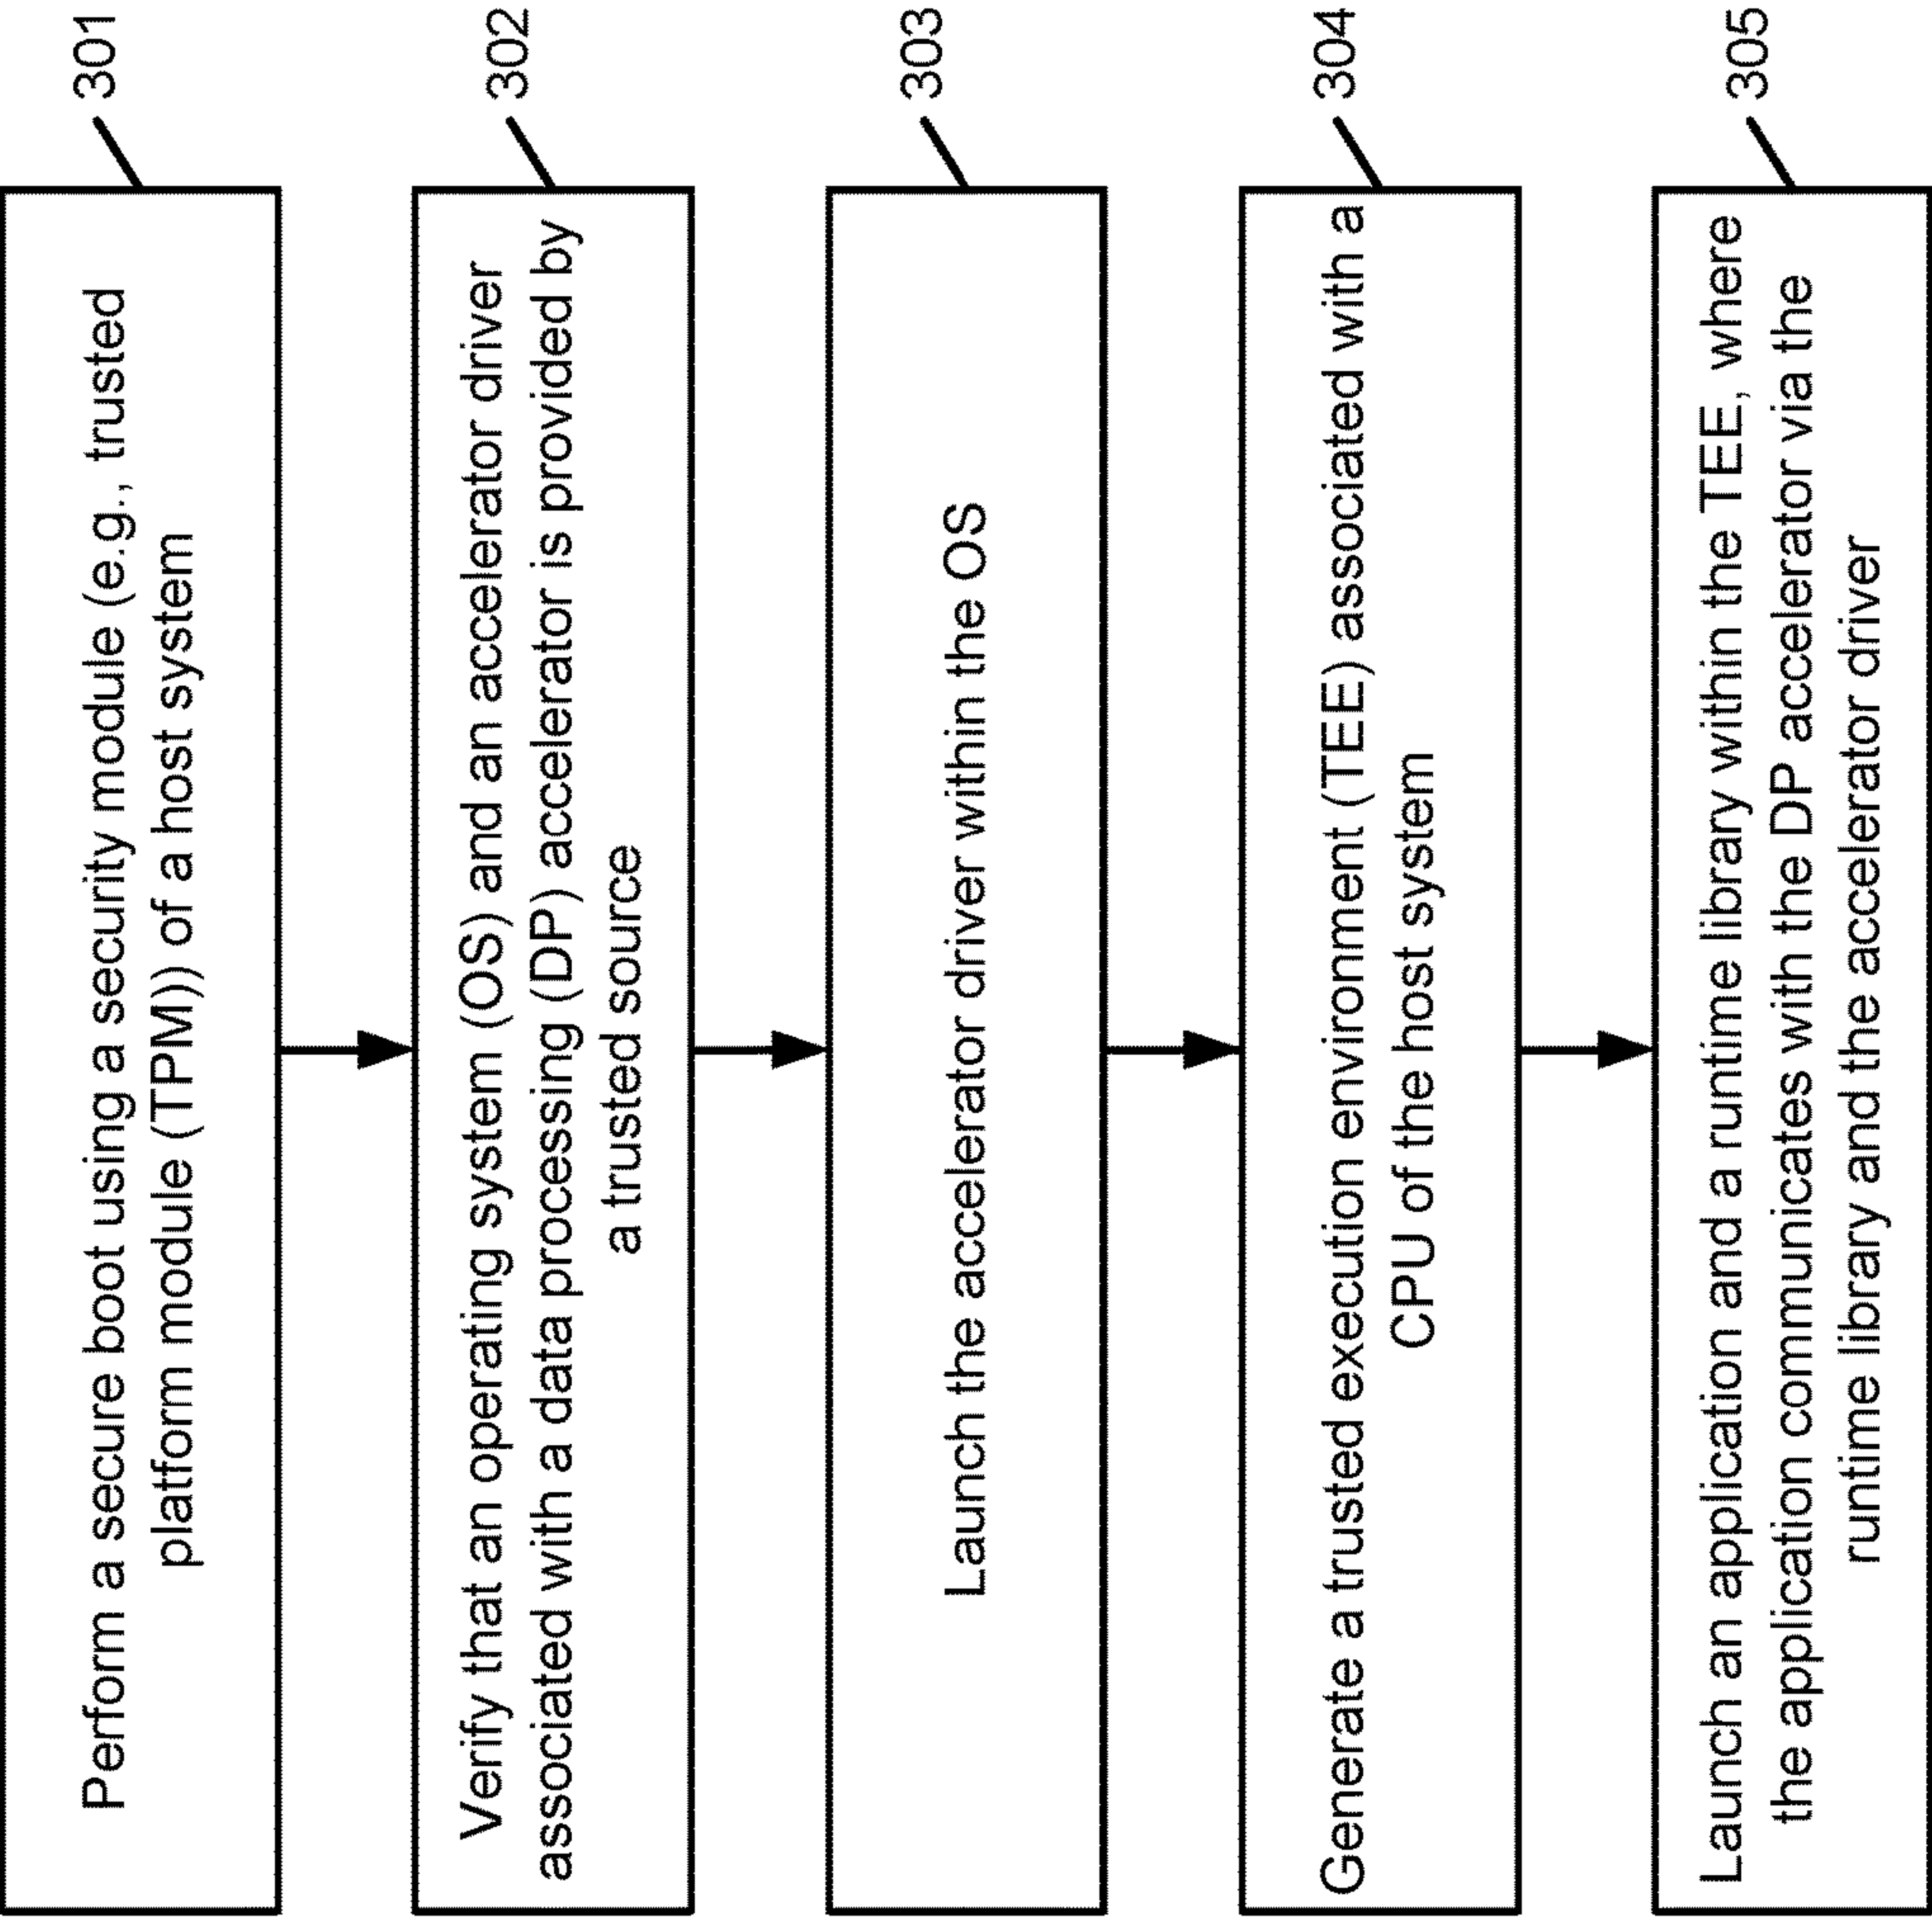 301
Perform a secure boot using a security module (e.g., trusted
platform module (TPM)) of a host system
302
Verify that an operating system (OS) and an accelerator driver
associated with a data processing (DP) accelerator is provided by
a trusted source
303
Launch the accelerator driver within the OS
304
Generate a trusted execution environment (TEE) associated with a
CPU of the host system
305
Launch an application and a runtime library within the TEE, where
the application communicates with the DP accelerator via the
runtime library and the accelerator driver